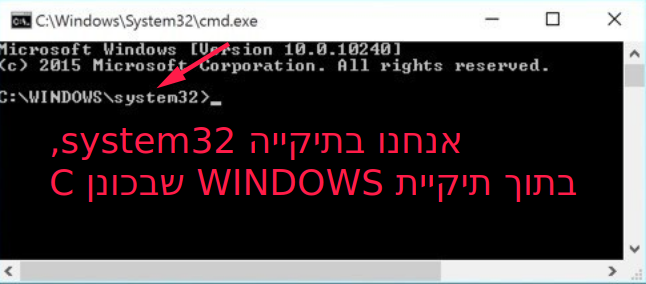 C:\Windows\System32\cmd.exe
Microsoft Windows [Version 10.0.10240]
(c) 2015 Microsoft Corporation. All rights reserved.
C:\WINDOWS\system32>_
אנחנו בתיקייה system32,
בתוך תיקיית WINDOWS שבכונן C